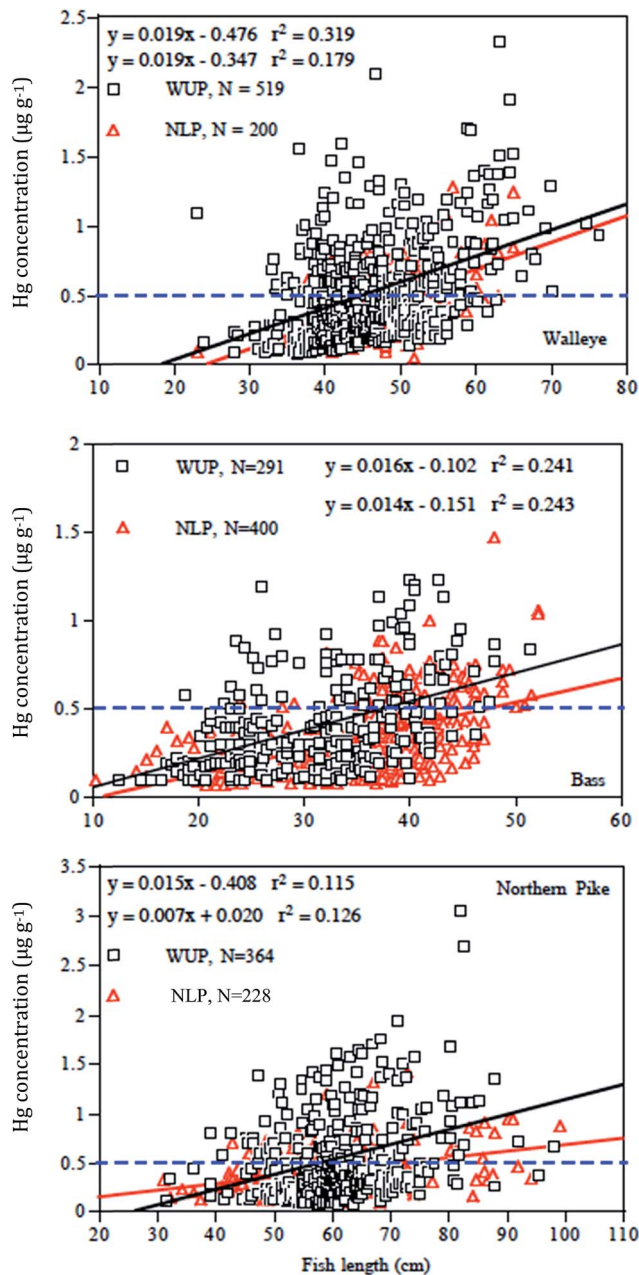 Hg concentration (µg g-1)
2.5
2
1.5
1
0.5
0
y = 0.019x - 0.476 r² = 0.319
y = 0.019x - 0.347 r² = 0.179
WUP, N = 519
NLP, N = 200
Walleye
10 20 30 40 50 60 70 80
Hg concentration (µg g-1)
2
1.5
1
0.5
0
WUP, N=291 y = 0.016x - 0.102 r² = 0.241
y = 0.014x - 0.151 r² = 0.243
NLP, N=400
Bass
10 20 30 40 50 60
Hg concentration (µg g-1)
3.5
3
2.5
2
1.5
1
0.5
0
y = 0.015x - 0.408 r² = 0.115 Northern Pike
y = 0.007x + 0.020 r² = 0.126
WUP, N=364
NLP, N=228
20 30 40 50 60 70 80 90 100 110
Fish length (cm)